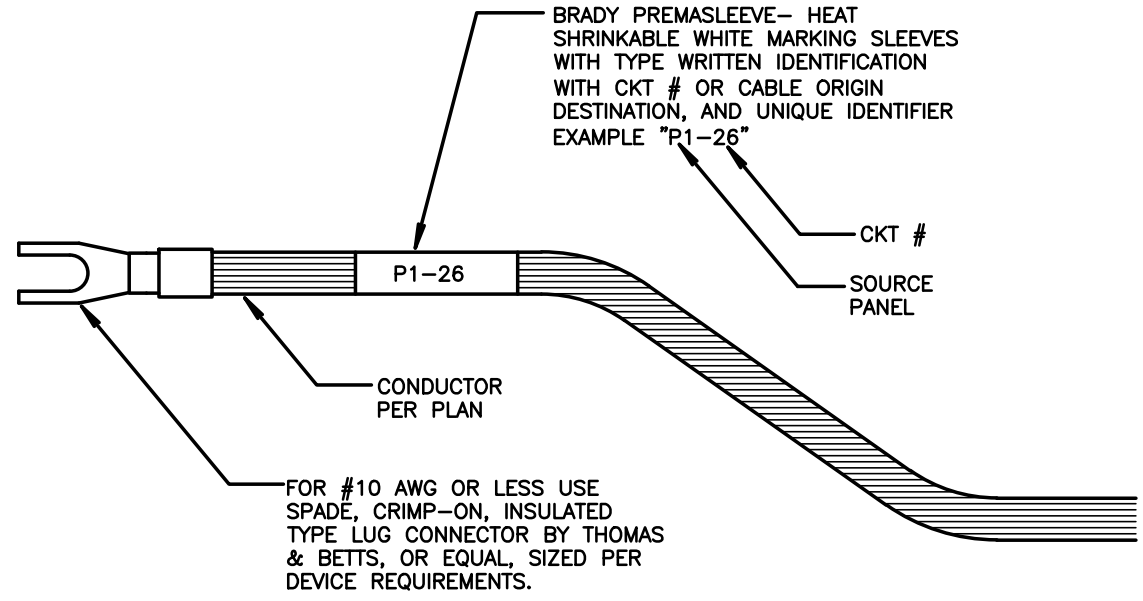 BRADY PREMASLEEVE– HEAT
SHRINKABLE WHITE MARKING SLEEVES
WITH TYPE WRITTEN IDENTIFICATION
WITH CKT # OR CABLE ORIGIN
DESTINATION, AND UNIQUE IDENTIFIER
EXAMPLE "P1–26"
CKT #
P1–26
SOURCE
PANEL
CONDUCTOR
PER PLAN
FOR #10 AWG OR LESS USE
SPADE, CRIMP–ON, INSULATED
TYPE LUG CONNECTOR BY THOMAS
& BETTS, OR EQUAL, SIZED PER
DEVICE REQUIREMENTS.